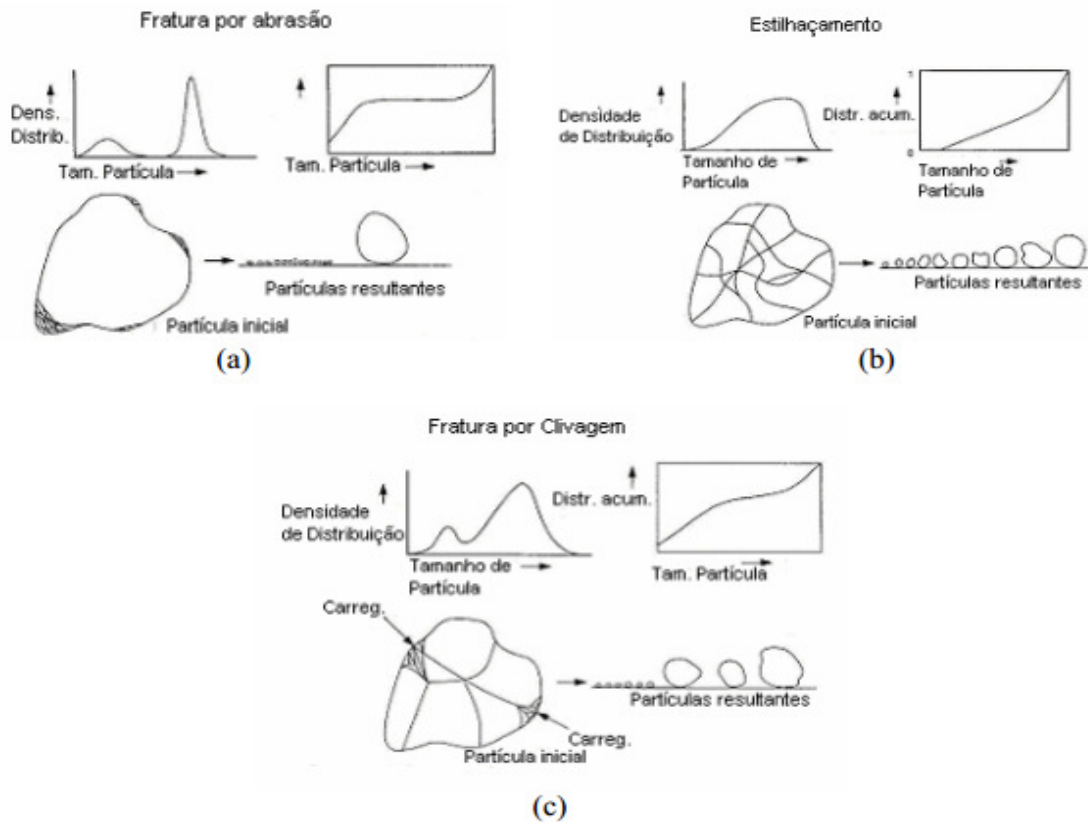 Fratura por abrasão
Dens.
Distrib.
Tam. Partícula
Tam. Partícula
Partículas resultantes
Partícula inicial
(a)
Estilhaçamento
Densidade
de Distribuição
Tamanho de
Partícula
Distr. acum.
1
0
Tamanho de
Partícula
Partículas resultantes
Partícula inicial
(b)
Fratura por Clivagem
Densidade
de Distribuição
Tamanho de
Partícula
Distr. acum.
Tam. Partícula
Carreg.
Partículas resultantes
Carreg.
Partícula inicial
(c)